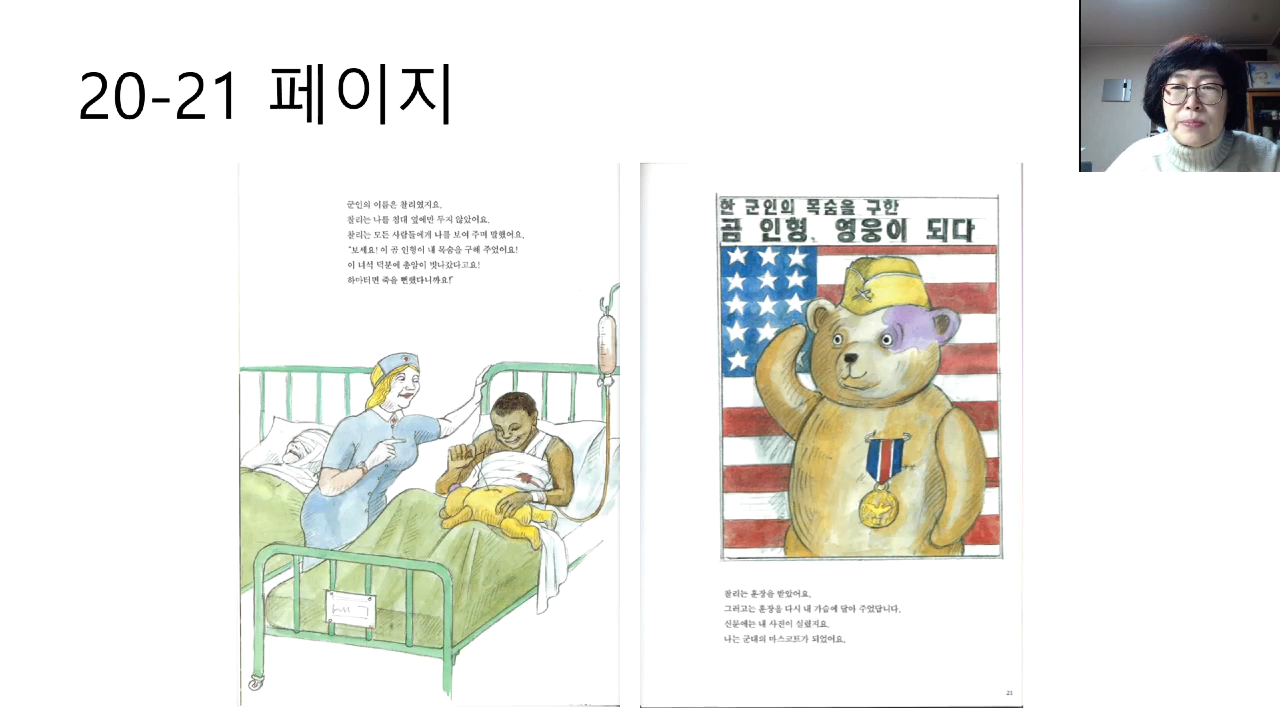 20-21 페이지
군인의 이름은 찰리였지요.
찰리는 나를 침대 옆에만 두지 않았어요.
찰리는 모든 사람들에게 나를 보여 주며 말했어요.
"보세요! 이 곰 인형이 내 목숨을 구해 주었어요!
이 녀석 덕분에 총알이 빗나갔다고요!
하마터면 죽을 뻔했다니까요!"
한 군인의 목숨을 구한
곰 인형, 영웅이 되다
찰리는 훈장을 받았어요.
그러고는 훈장을 다시 내 가슴에 달아 주었답니다.
신문에는 내 사진이 실렸지요.
나는 군대의 마스코트가 되었어요.
21